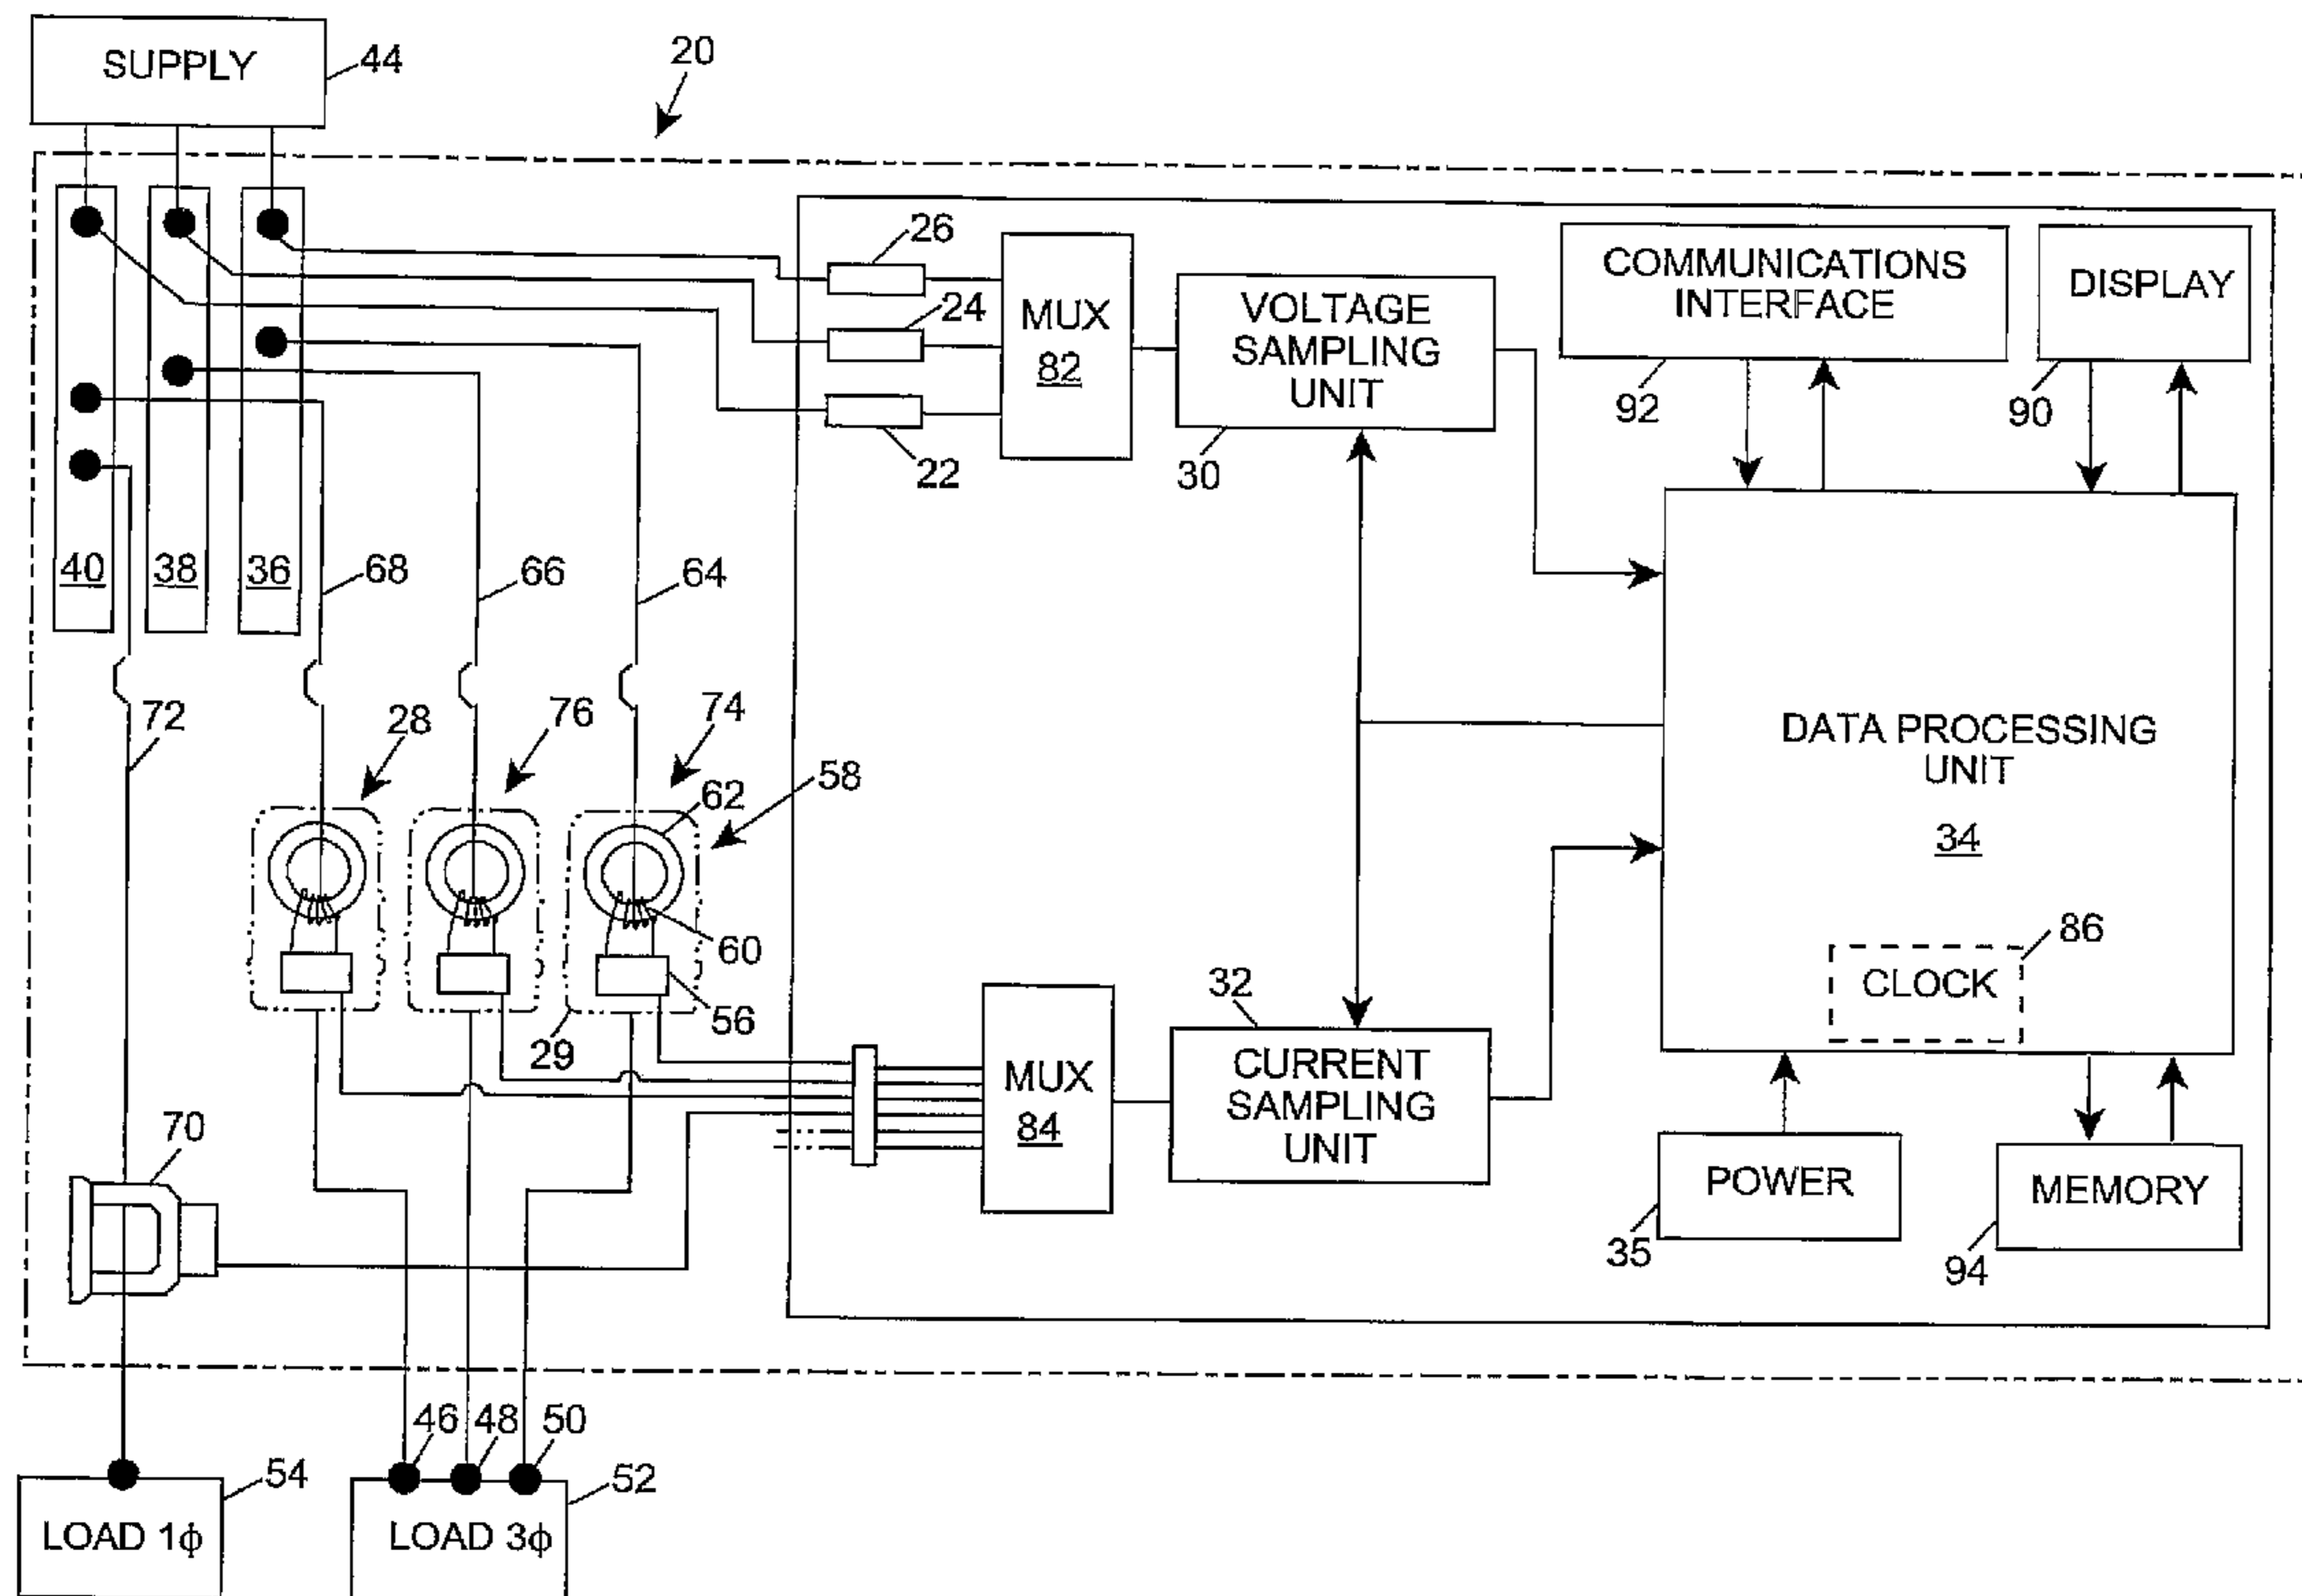 SUPPLY
44
20
26
24
22
MUX
82
VOLTAGE
SAMPLING
UNIT
30
COMMUNICATIONS
INTERFACE
92
DISPLAY
90
40
38
36
68
66
64
72
28
76
74
58
62
60
56
29
DATA PROCESSING
UNIT
34
CLOCK
86
32
MUX
84
CURRENT
SAMPLING
UNIT
POWER
35
MEMORY
94
70
46
48
50
54
52
LOAD 1ϕ
LOAD 3ϕ